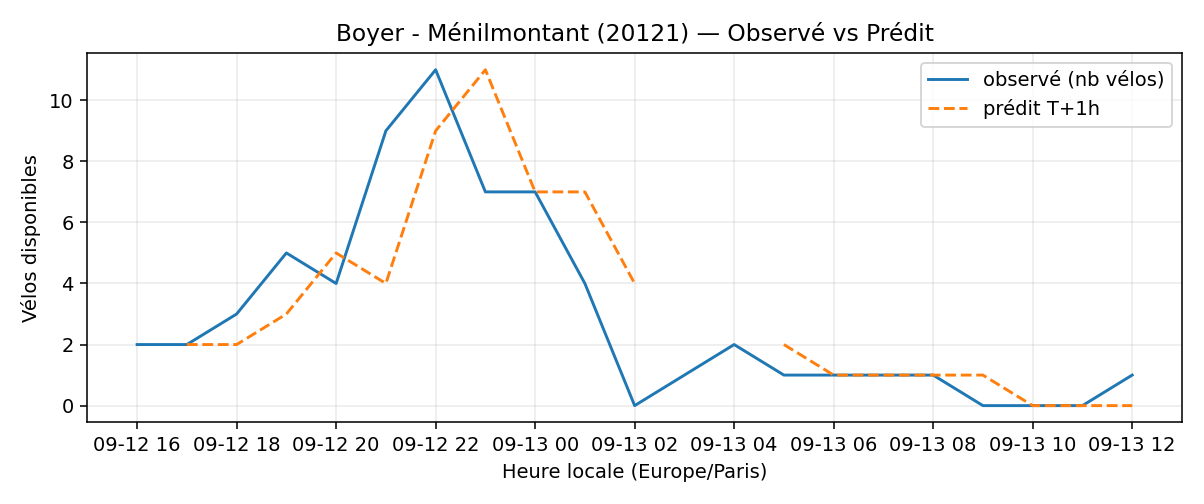 Boyer - Ménilmontant (20121) — Observé vs Prédit
observé (nb vélos)
prédit T+1h
Vélos disponibles
10
8
6
4
2
0
09-12 16 09-12 18 09-12 20 09-12 22 09-13 00 09-13 02 09-13 04 09-13 06 09-13 08 09-13 10 09-13 12
Heure locale (Europe/Paris)